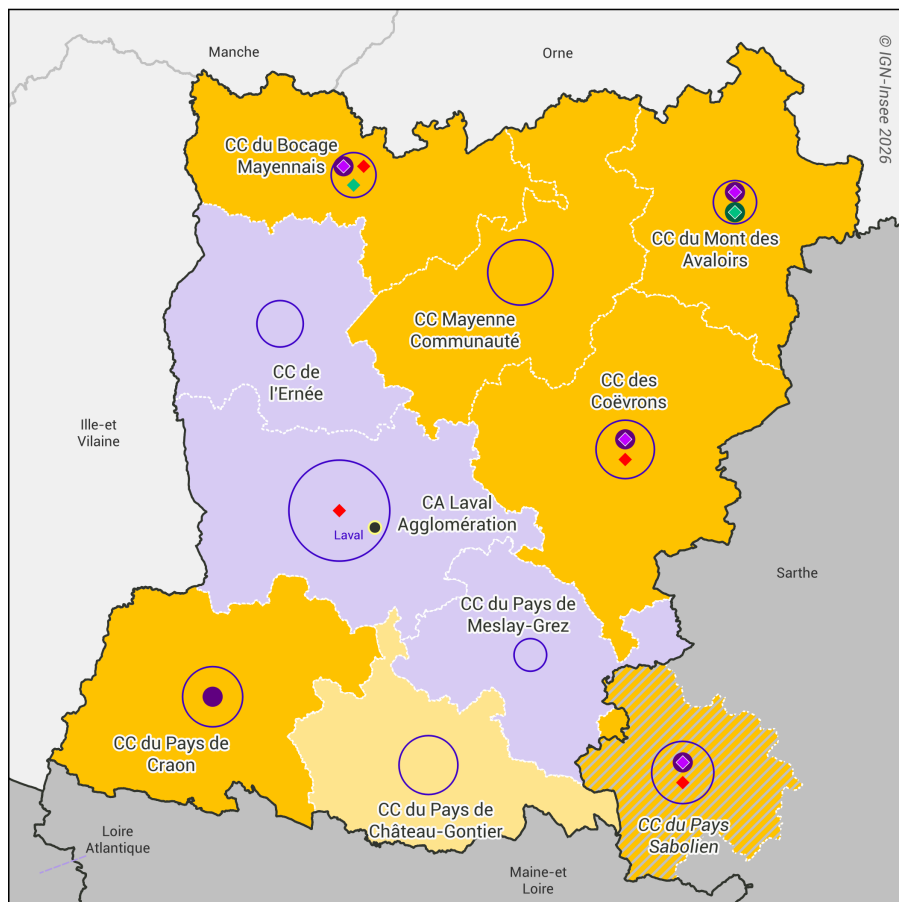 Manche
Orne
© IGN-Insee 2026
CC du Bocage
Mayennais
CC du Mont des
Avaloirs
CC Mayenne
Communauté
CC de
l'Ernée
CC des
Coëvrons
Ille-et
Vilaine
CA Laval
Agglomération
Laval
Sarthe
CC du Pays de
Meslay-Grez
CC du Pays de
Craon
CC du Pays de
Château-Gontier
CC du Pays
Sabolien
Loire
Atlantique
Maine-et
Loire